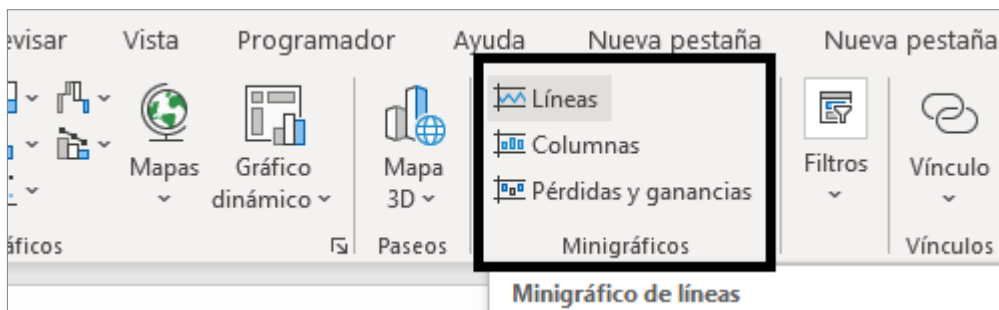 evisar Vista Programador Ayuda Nueva pestaña Nueva pestaña
Líneas
Columnas
Pérdidas y ganancias
Mapas
Gráfico
dinámico
Mapa
3D
Filtros
Vínculo
áficos Paseos Minigráficos Vínculos
Minigráfico de líneas